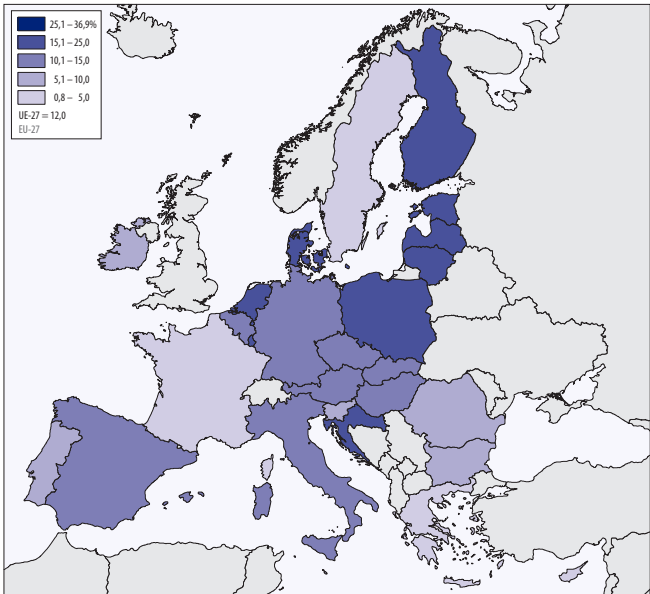 25,1 – 36,9%
15,1 – 25,0
10,1 – 15,0
5,1 – 10,0
0,8 – 5,0
UE-27 = 12,0
EU-27